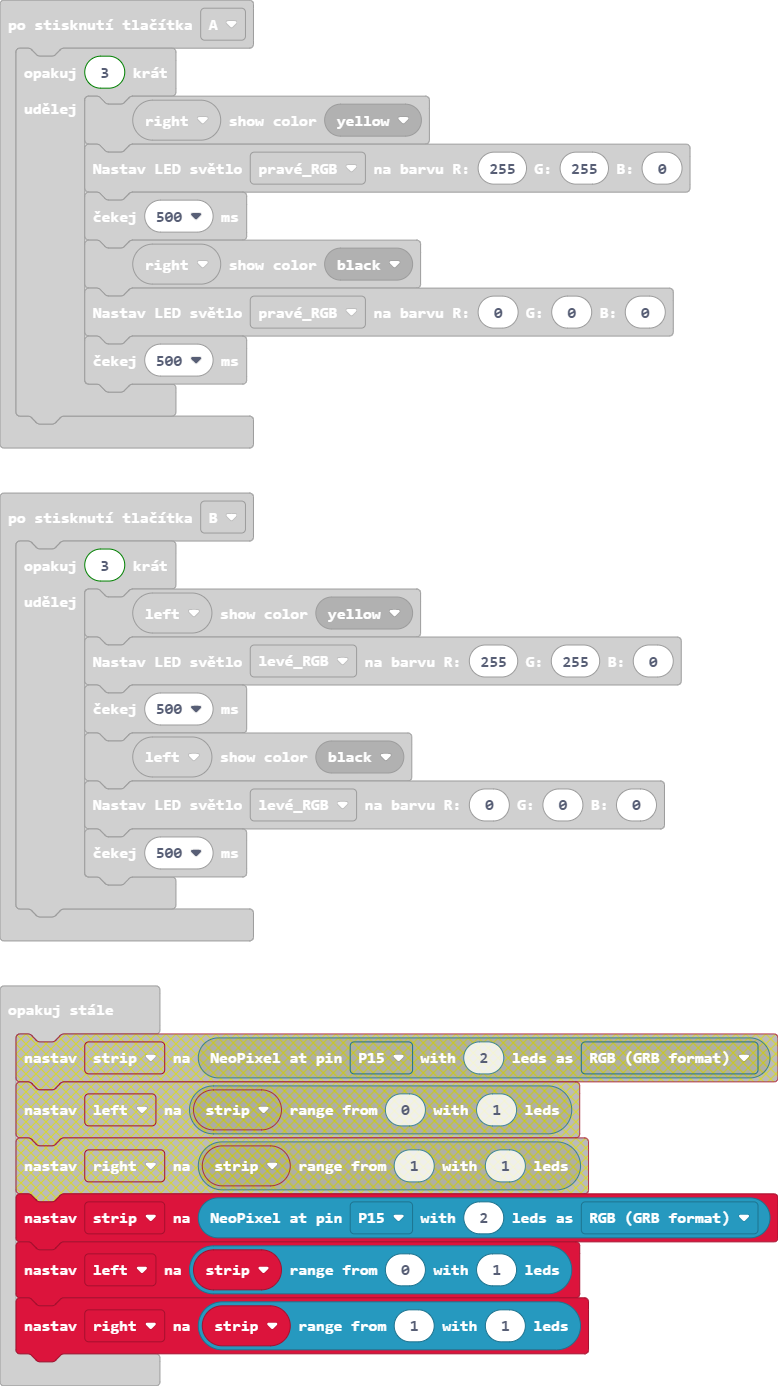 po stisknutí tlačítka A
opakuj 3 krát
udělej
right show color yellow
Nastav LED světlo pravé_RGB na barvu R: 255 G: 255 B: 0
čekej 500 ms
right show color black
Nastav LED světlo pravé_RGB na barvu R: 0 G: 0 B: 0
čekej 500 ms
po stisknutí tlačítka B
opakuj 3 krát
udělej
left show color yellow
Nastav LED světlo levé_RGB na barvu R: 255 G: 255 B: 0
čekej 500 ms
left show color black
Nastav LED světlo levé_RGB na barvu R: 0 G: 0 B: 0
čekej 500 ms
opakuj stále
nastav strip na NeoPixel at pin P15 with 2 leds as RGB (GRB format)
nastav left na strip range from 0 with 1 leds
nastav right na strip range from 1 with 1 leds
nastav strip na NeoPixel at pin P15 with 2 leds as RGB (GRB format)
nastav left na strip range from 0 with 1 leds
nastav right na strip range from 1 with 1 leds